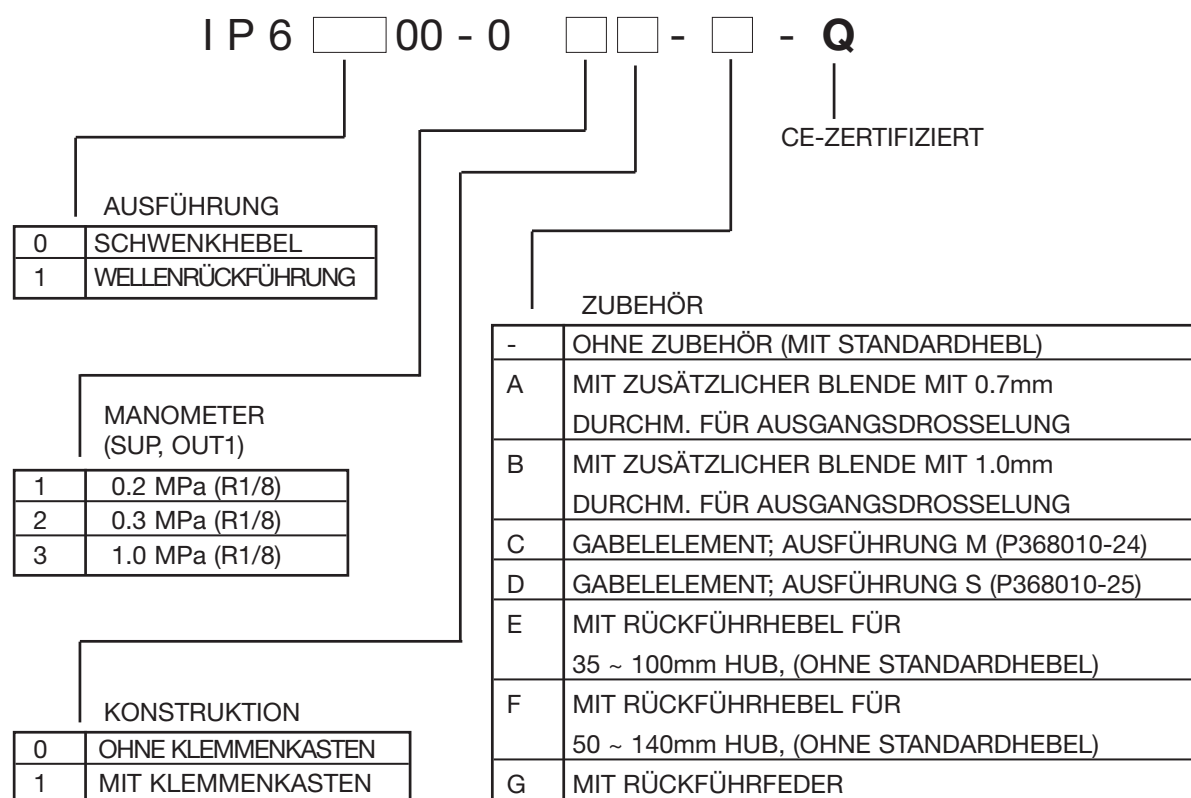 IP6 00 - 0 - - Q
CE-ZERTIFIZIERT
AUSFÜHRUNG
0 SCHWENKHEBEL
1 WELLENRÜCKFÜHRUNG
MANOMETER
(SUP, OUT1)
1 0.2 MPa (R1/8)
2 0.3 MPa (R1/8)
3 1.0 MPa (R1/8)
KONSTRUKTION
0 OHNE KLEMMENKASTEN
1 MIT KLEMMENKASTEN
ZUBEHÖR
- OHNE ZUBEHÖR (MIT STANDARDHEBL)
A MIT ZUSÄTZLICHER BLENDE MIT 0.7mm
DURCHM. FÜR AUSGANGSDROSSELUNG
B MIT ZUSÄTZLICHER BLENDE MIT 1.0mm
DURCHM. FÜR AUSGANGSDROSSELUNG
C GABELELEMENT; AUSFÜHRUNG M (P368010-24)
D GABELELEMENT; AUSFÜHRUNG S (P368010-25)
E MIT RÜCKFÜHRHEBEL FÜR
35 ~ 100mm HUB, (OHNE STANDARDHEBEL)
F MIT RÜCKFÜHRHEBEL FÜR
50 ~ 140mm HUB, (OHNE STANDARDHEBEL)
G MIT RÜCKFÜHRFEDER